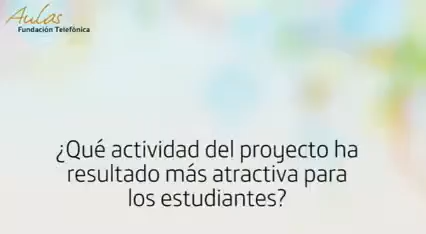 Aulas
Fundación Telefónica
¿Qué actividad del proyecto ha
resultado más atractiva para
los estudiantes?